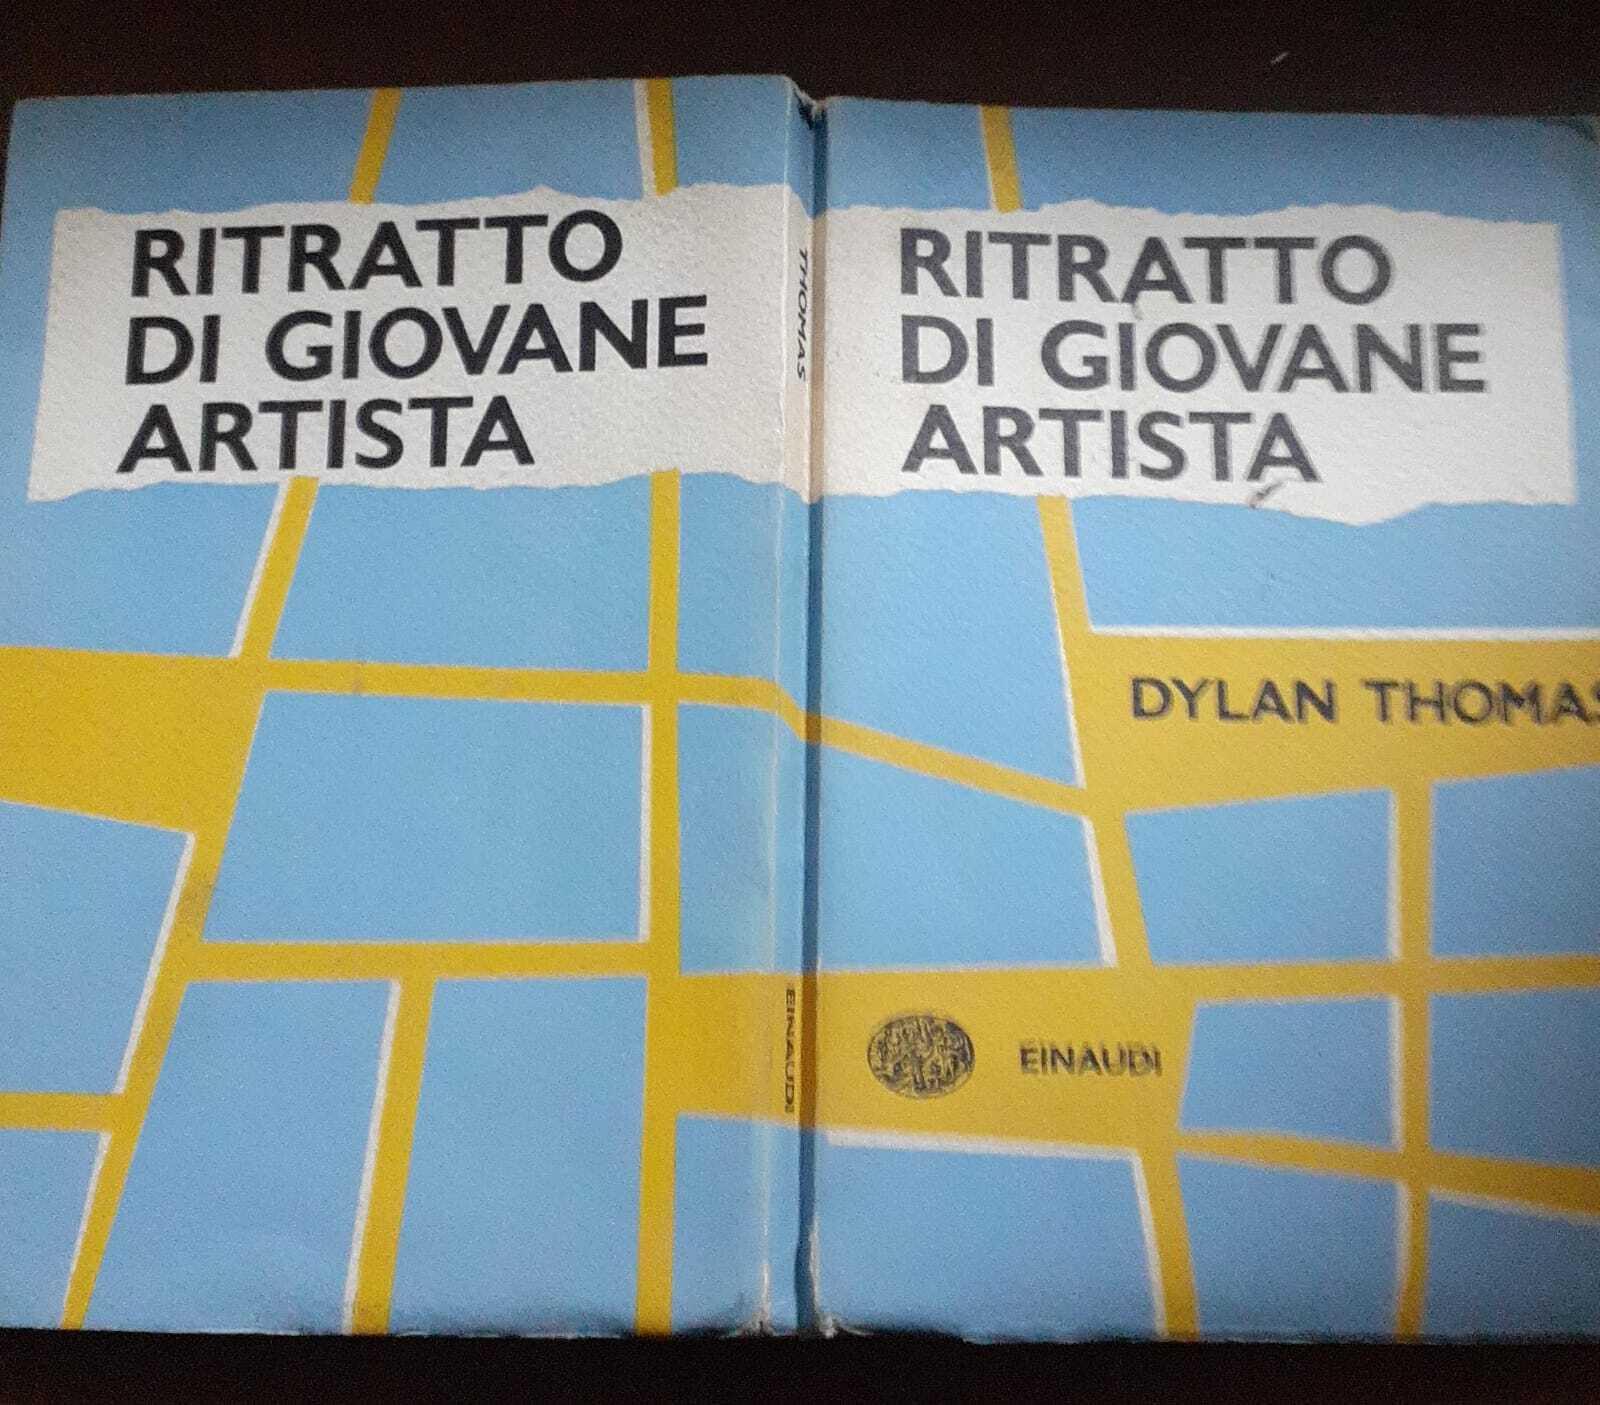 RITRATTO
DI GIOVANE
ARTISTA
THOMAS
EINAUDI
RITRATTO
DI GIOVANE
ARTISTA
DYLAN THOMAS
EINAUDI